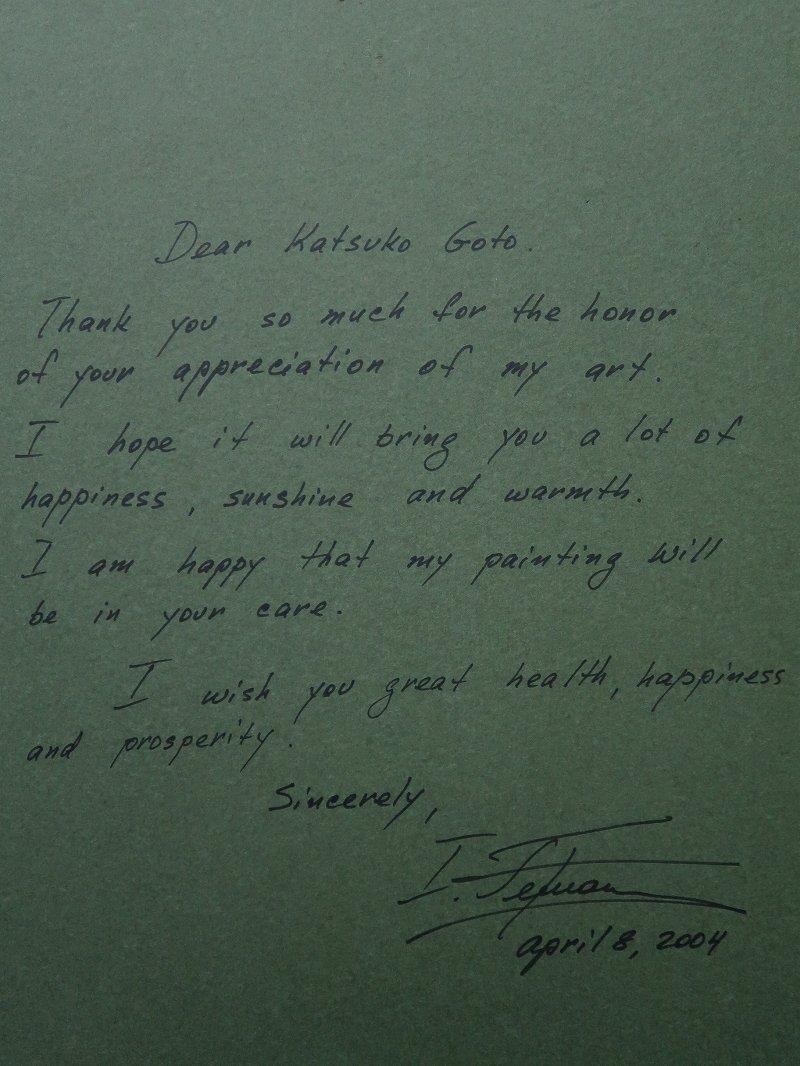 Dear Katsuko Goto.
Thank you so much for the honor
of your appreciation of my art.
I hope it will bring you a lot of
happiness, sunshine and warmth.
I am happy that my painting will
be in your care.
I wish you great health, happiness
and prosperity.
Sincerely,
I.
April 8, 2004